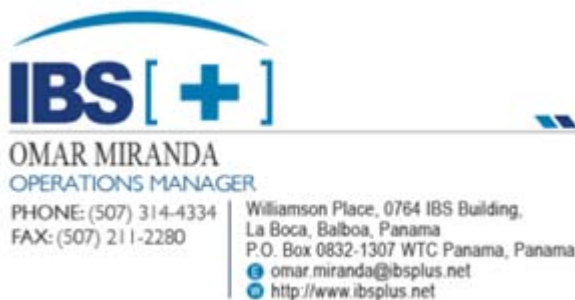 IBS[+]
OMAR MIRANDA
OPERATIONS MANAGER
PHONE: (507) 314-4334
FAX: (507) 211-2280
Williamson Place, 0764 IBS Building,
La Boca, Balboa, Panama
P.O. Box 0832-1307 WTC Panama, Panama
E omar.miranda@ibsplus.net
W http://www.ibsplus.net